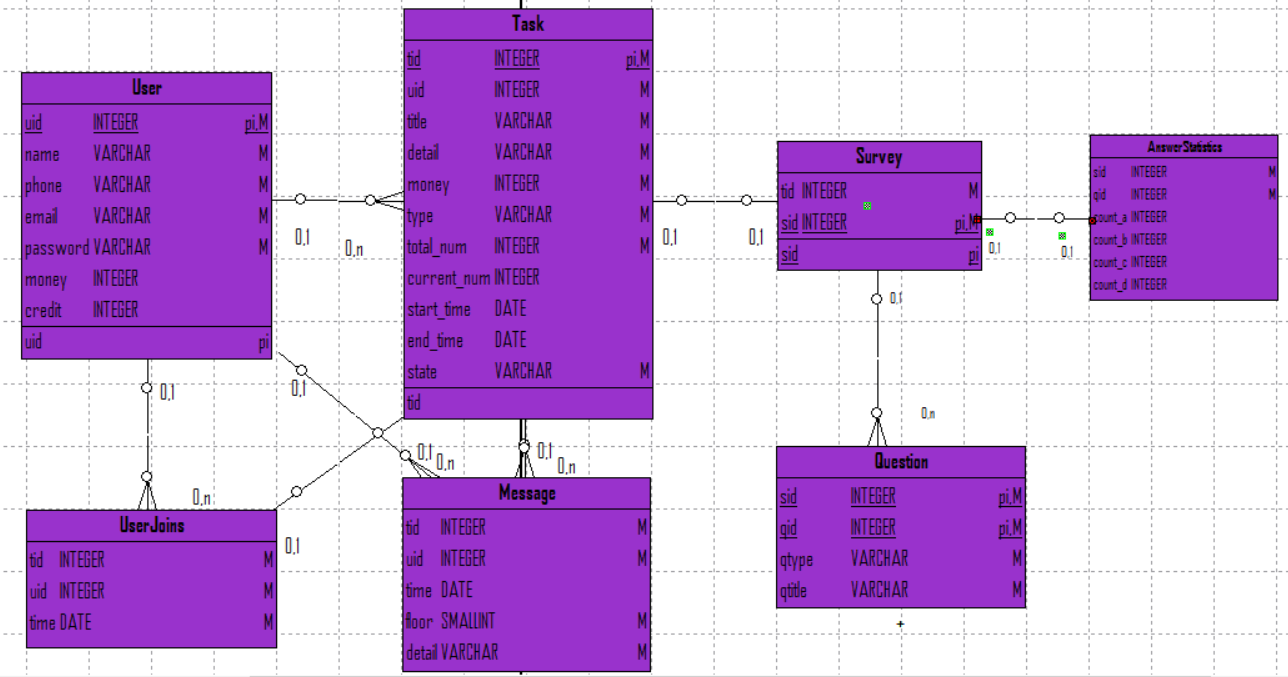 User
uid INTEGER pi,M
name VARCHAR M
phone VARCHAR M
email VARCHAR M
password VARCHAR M
money INTEGER
credit INTEGER
uid pi
Task
tid INTEGER pi,M
uid INTEGER M
title VARCHAR M
detail VARCHAR M
money INTEGER M
type VARCHAR M
total_num INTEGER M
current_num INTEGER
start_time DATE
end_time DATE
state VARCHAR M
tid
Survey
tid INTEGER M
sid INTEGER pi,M
sid pi
AnswerStatistics
sid INTEGER M
qid INTEGER M
count_a INTEGER
count_b INTEGER
count_c INTEGER
count_d INTEGER
0,1
0,n
0,1
0,1
0,1
0,1
0,1
0,n
0,1
0,n
0,1
0,1
0,n
0,1
0,n
0,1
UserJoins
tid INTEGER M
uid INTEGER M
time DATE M
Message
tid INTEGER M
uid INTEGER M
time DATE
floor SMALLINT M
detail VARCHAR M
Question
sid INTEGER pi,M
qid INTEGER pi,M
qtype VARCHAR M
qtitle VARCHAR M